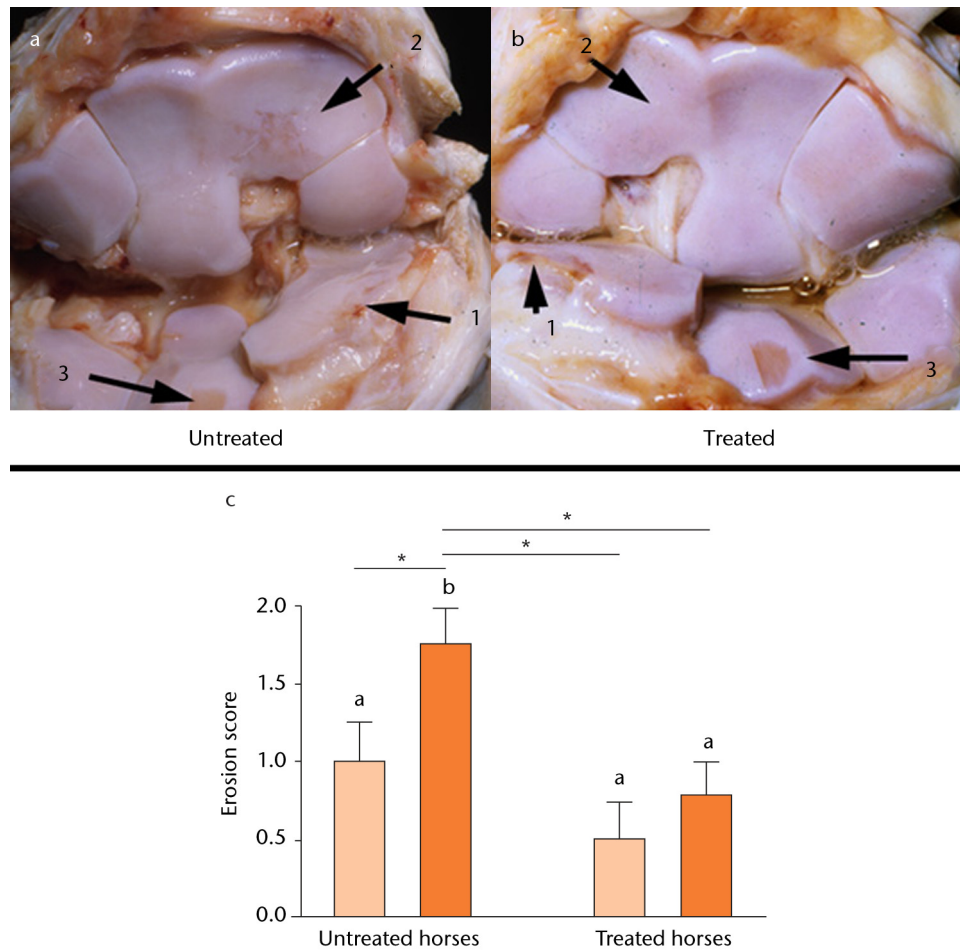 a
2
1
3
b
2
1
3
Untreated
Treated
c
*
*
*
b
a
a
a
2.0
1.5
1.0
0.5
0.0
Erosion score
Untreated horses
Treated horses